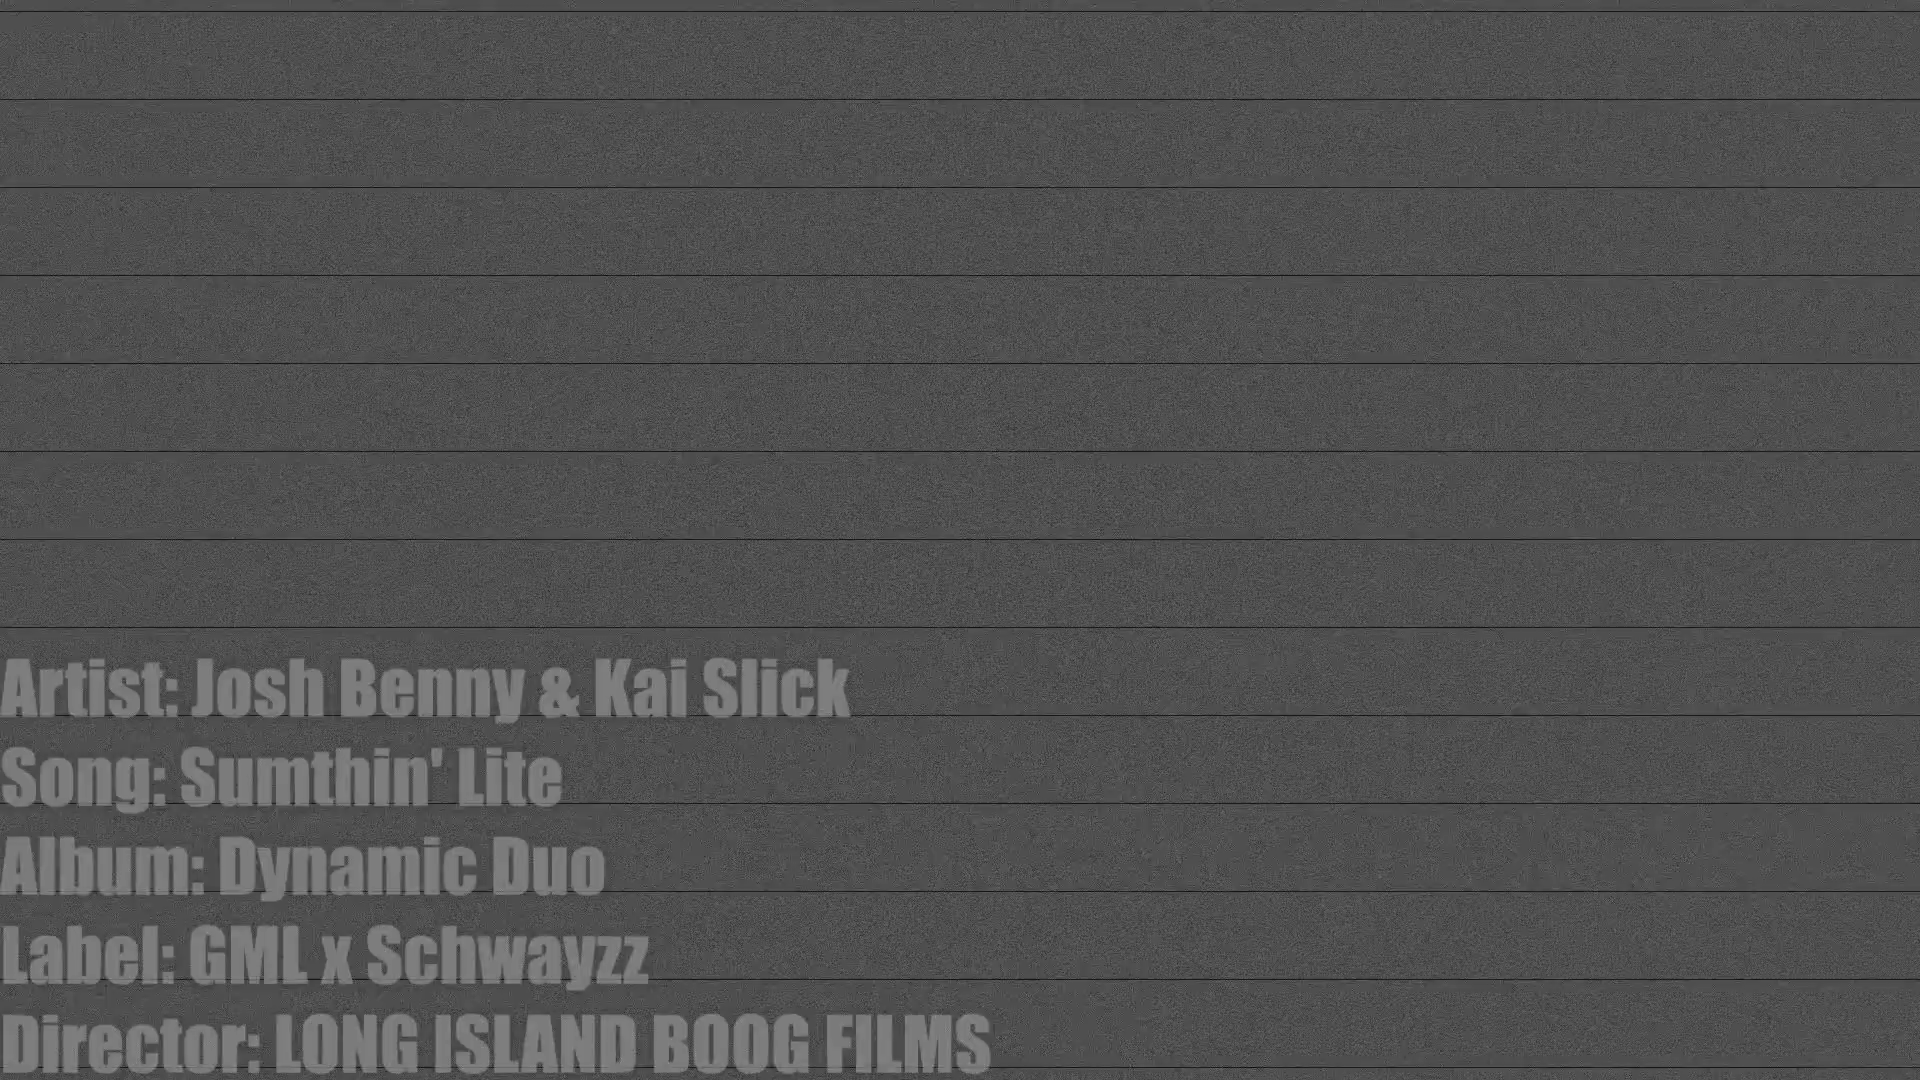 Artist: Josh Benny & Kai Slick
Song: Sumthin' Lite
Album: Dynamic Duo
Label: GML x Schwayzz
Director: LONG ISLAND BOOG FILMS